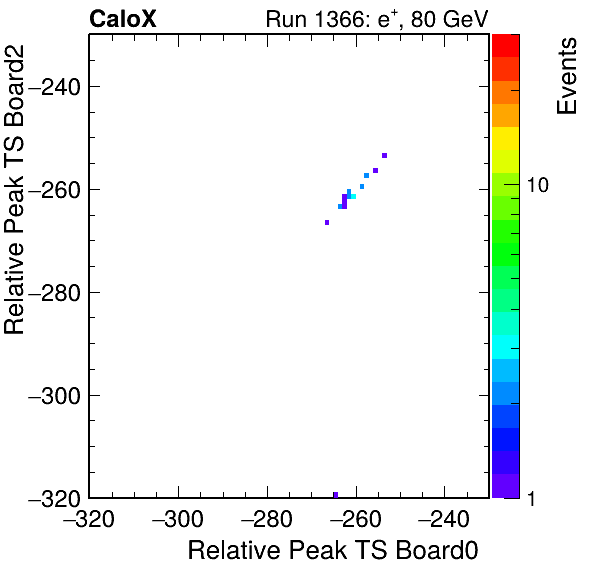 CaloX Run 1366: e+, 80 GeV
Events
Relative Peak TS Board2
−240
−260
−280
−300
−320
10
1
−320 −300 −280 −260 −240
Relative Peak TS Board0